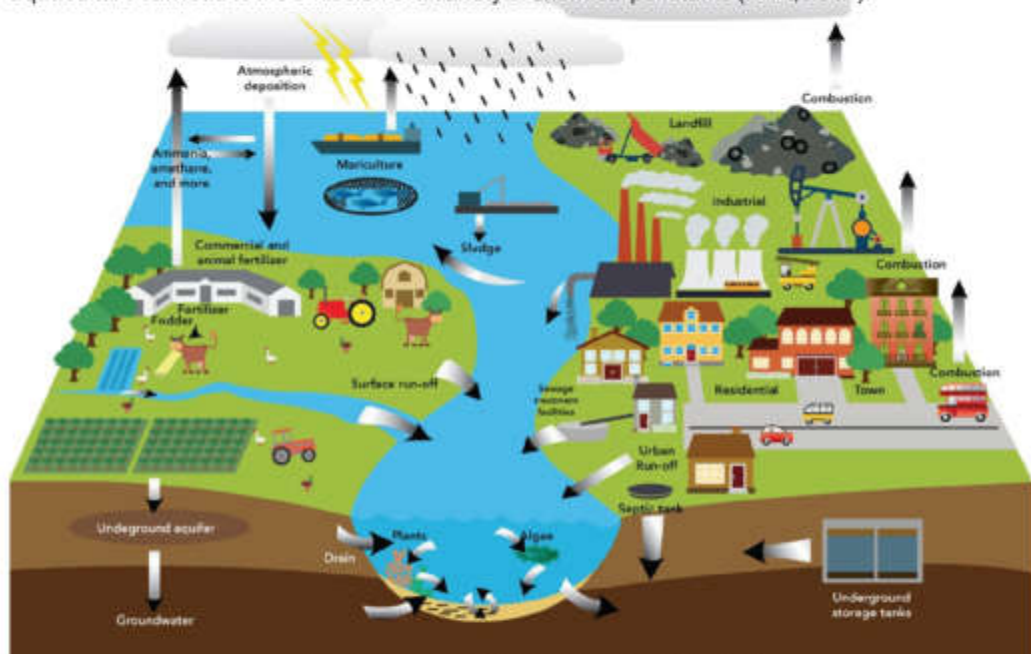 Atmospheric
deposition
Combustion
Landfill
Ammonia,
methane,
and more
Mariculture
Industrial
Sludge
Commercial and
animal fertilizer
Combustion
Fertilizer
Fodder
Surface run-off
Sewage
treatment
facilities
Residential
Town
Combustion
Urban
Run-off
Septic tank
Undeground aquifer
Plants
Algae
Drain
Groundwater
Underground
storage tanks